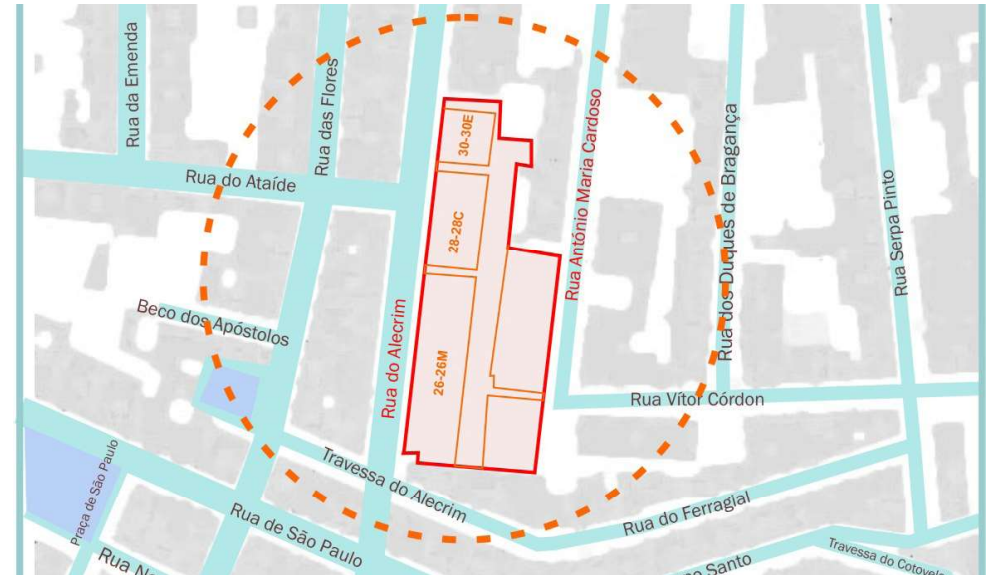 Rua da Emenda
Rua das Flores
30-30E
Rua António Maria Cardoso
Rua dos Duques de Bragança
Rua do Ataíde
Rua Serpa Pinto
28-28C
Beco dos Apóstolos
Rua do Alecrim
26-26M
Rua Vítor Córdon
Praça de São Paulo
Travessa do Alecrim
Rua de São Paulo
Rua do Ferragial
Travessa do Cotovelo
Santo
Rua